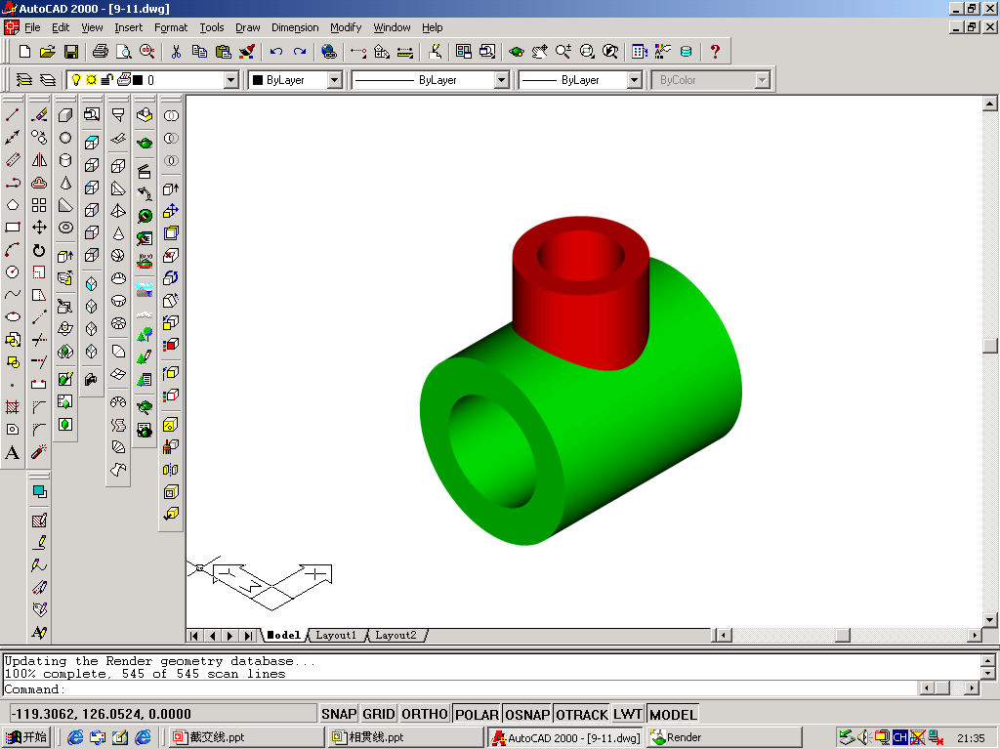 AutoCAD 2000 - [9-11.dwg]
File Edit View Insert Format Tools Draw Dimension Modify Window Help
0 ByLayer ByLayer ByLayer ByColor
A
Model Layout1 Layout2
Updating the Render geometry database...
100% complete, 545 of 545 scan lines
Command:
-119.3062, 126.0524, 0.0000 SNAP GRID ORTHO POLAR OSNAP OTRACK LWT MODEL
开始 截交线.ppt 相贯线.ppt AutoCAD 2000 - [9-11.dwg] Render CH 21:35